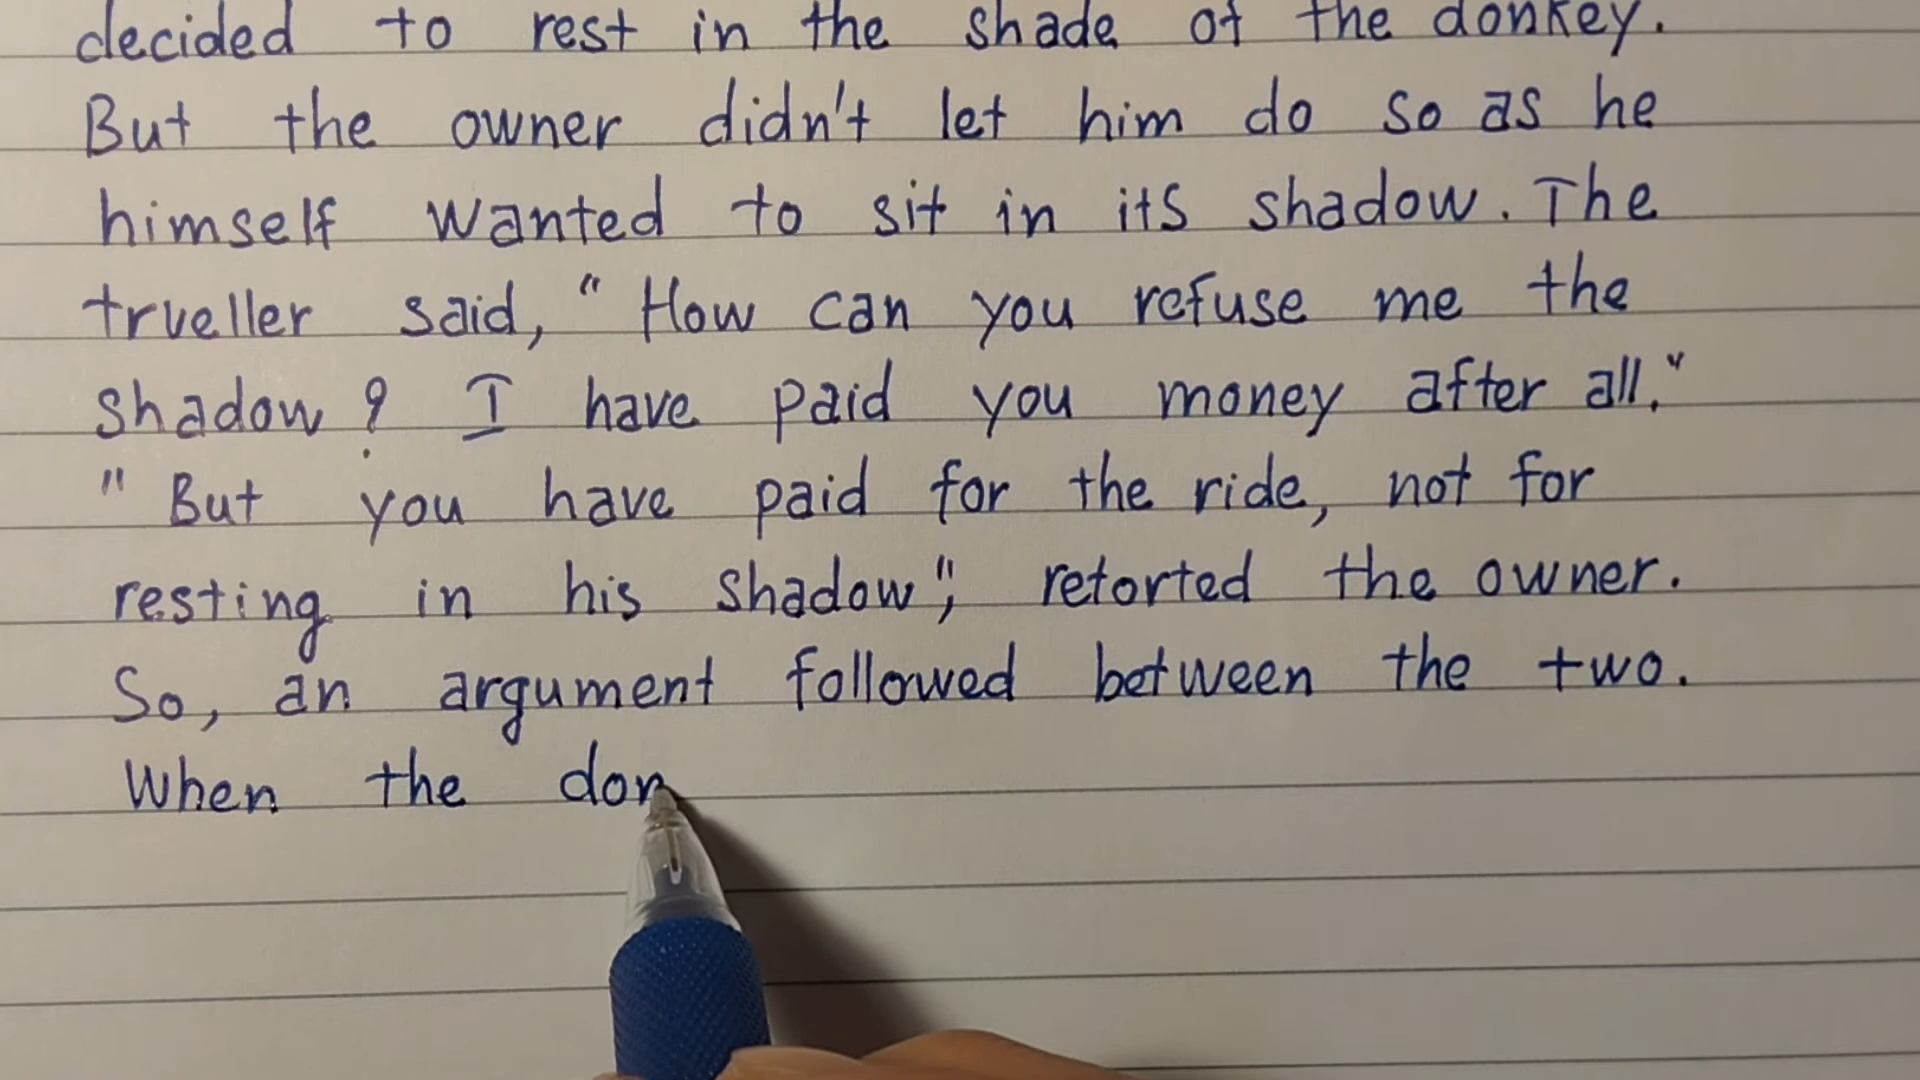 decided to rest in the shade of the donkey.
But the owner didn't let him do so as he
himself wanted to sit in its shadow. The
trveller said, "How can you refuse me the
shadow? I have paid you money after all."
"But you have paid for the ride, not for
resting in his shadow", retorted the owner.
So, an argument followed between the two.
When the don